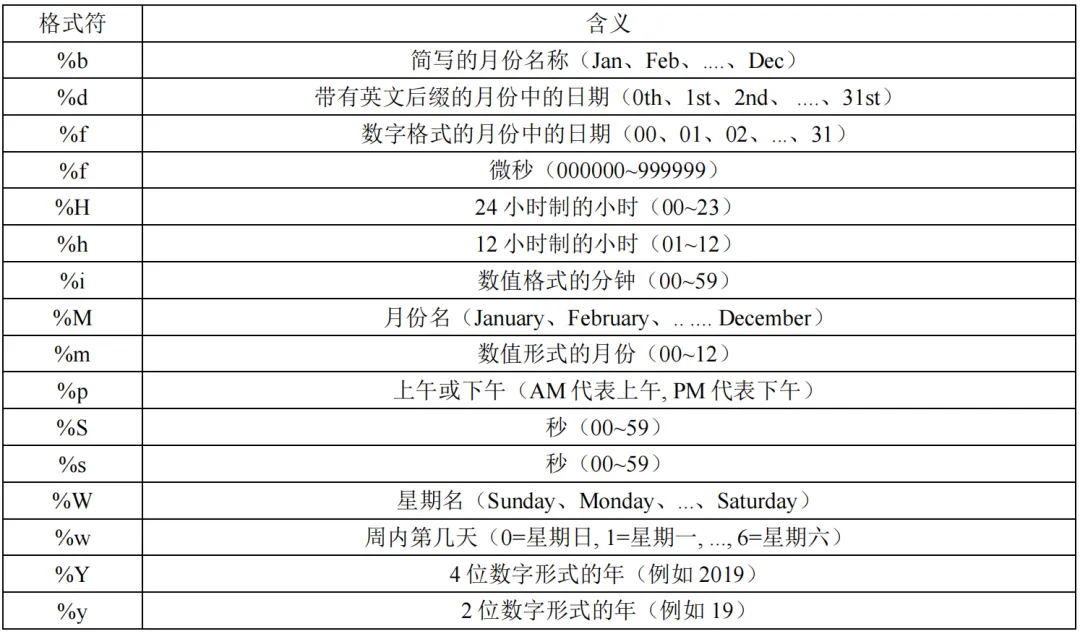 格式符 含义
%b 简写的月份名称（Jan、Feb、....、Dec）
%d 带有英文后缀的月份中的日期（0th、1st、2nd、 ....、31st）
%f 数字格式的月份中的日期（00、01、02、...、31）
%f 微秒（000000~999999）
%H 24 小时制的小时（00~23）
%h 12 小时制的小时（01~12）
%i 数值格式的分钟（00~59）
%M 月份名（January、February、.. .... December）
%m 数值形式的月份（00~12）
%p 上午或下午（AM 代表上午, PM 代表下午）
%S 秒（00~59）
%s 秒（00~59）
%W 星期名（Sunday、Monday、...、Saturday）
%w 周内第几天（0=星期日, 1=星期一, ..., 6=星期六）
%Y 4 位数字形式的年（例如 2019）
%y 2 位数字形式的年（例如 19）